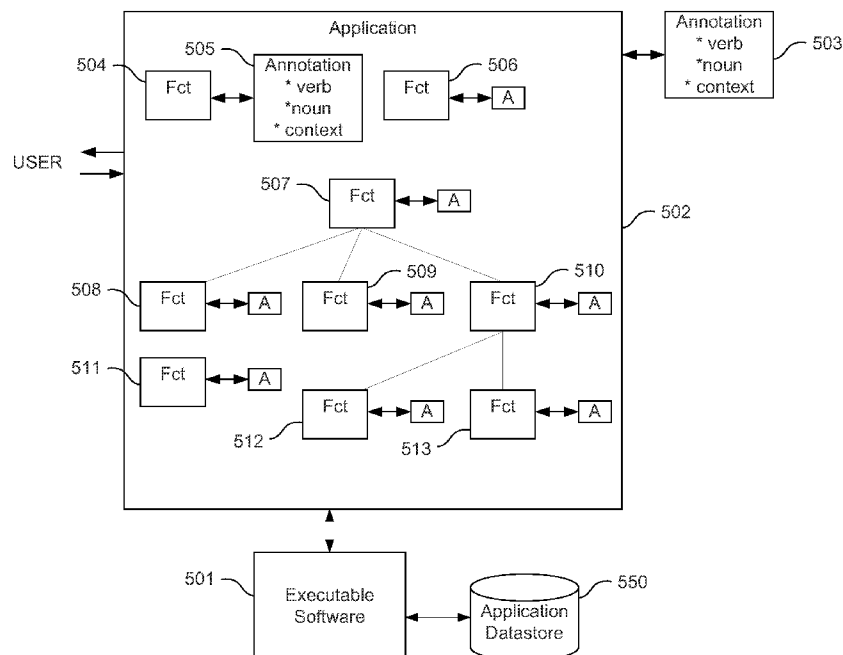 Application
504
505
Fct
Annotation
* verb
*noun
* context
506
Fct
A
Annotation
* verb
*noun
* context
503
USER
507
Fct
A
502
508
Fct
A
509
Fct
A
510
Fct
A
511
Fct
A
512
Fct
A
513
Fct
A
501
Executable
Software
550
Application
Datastore